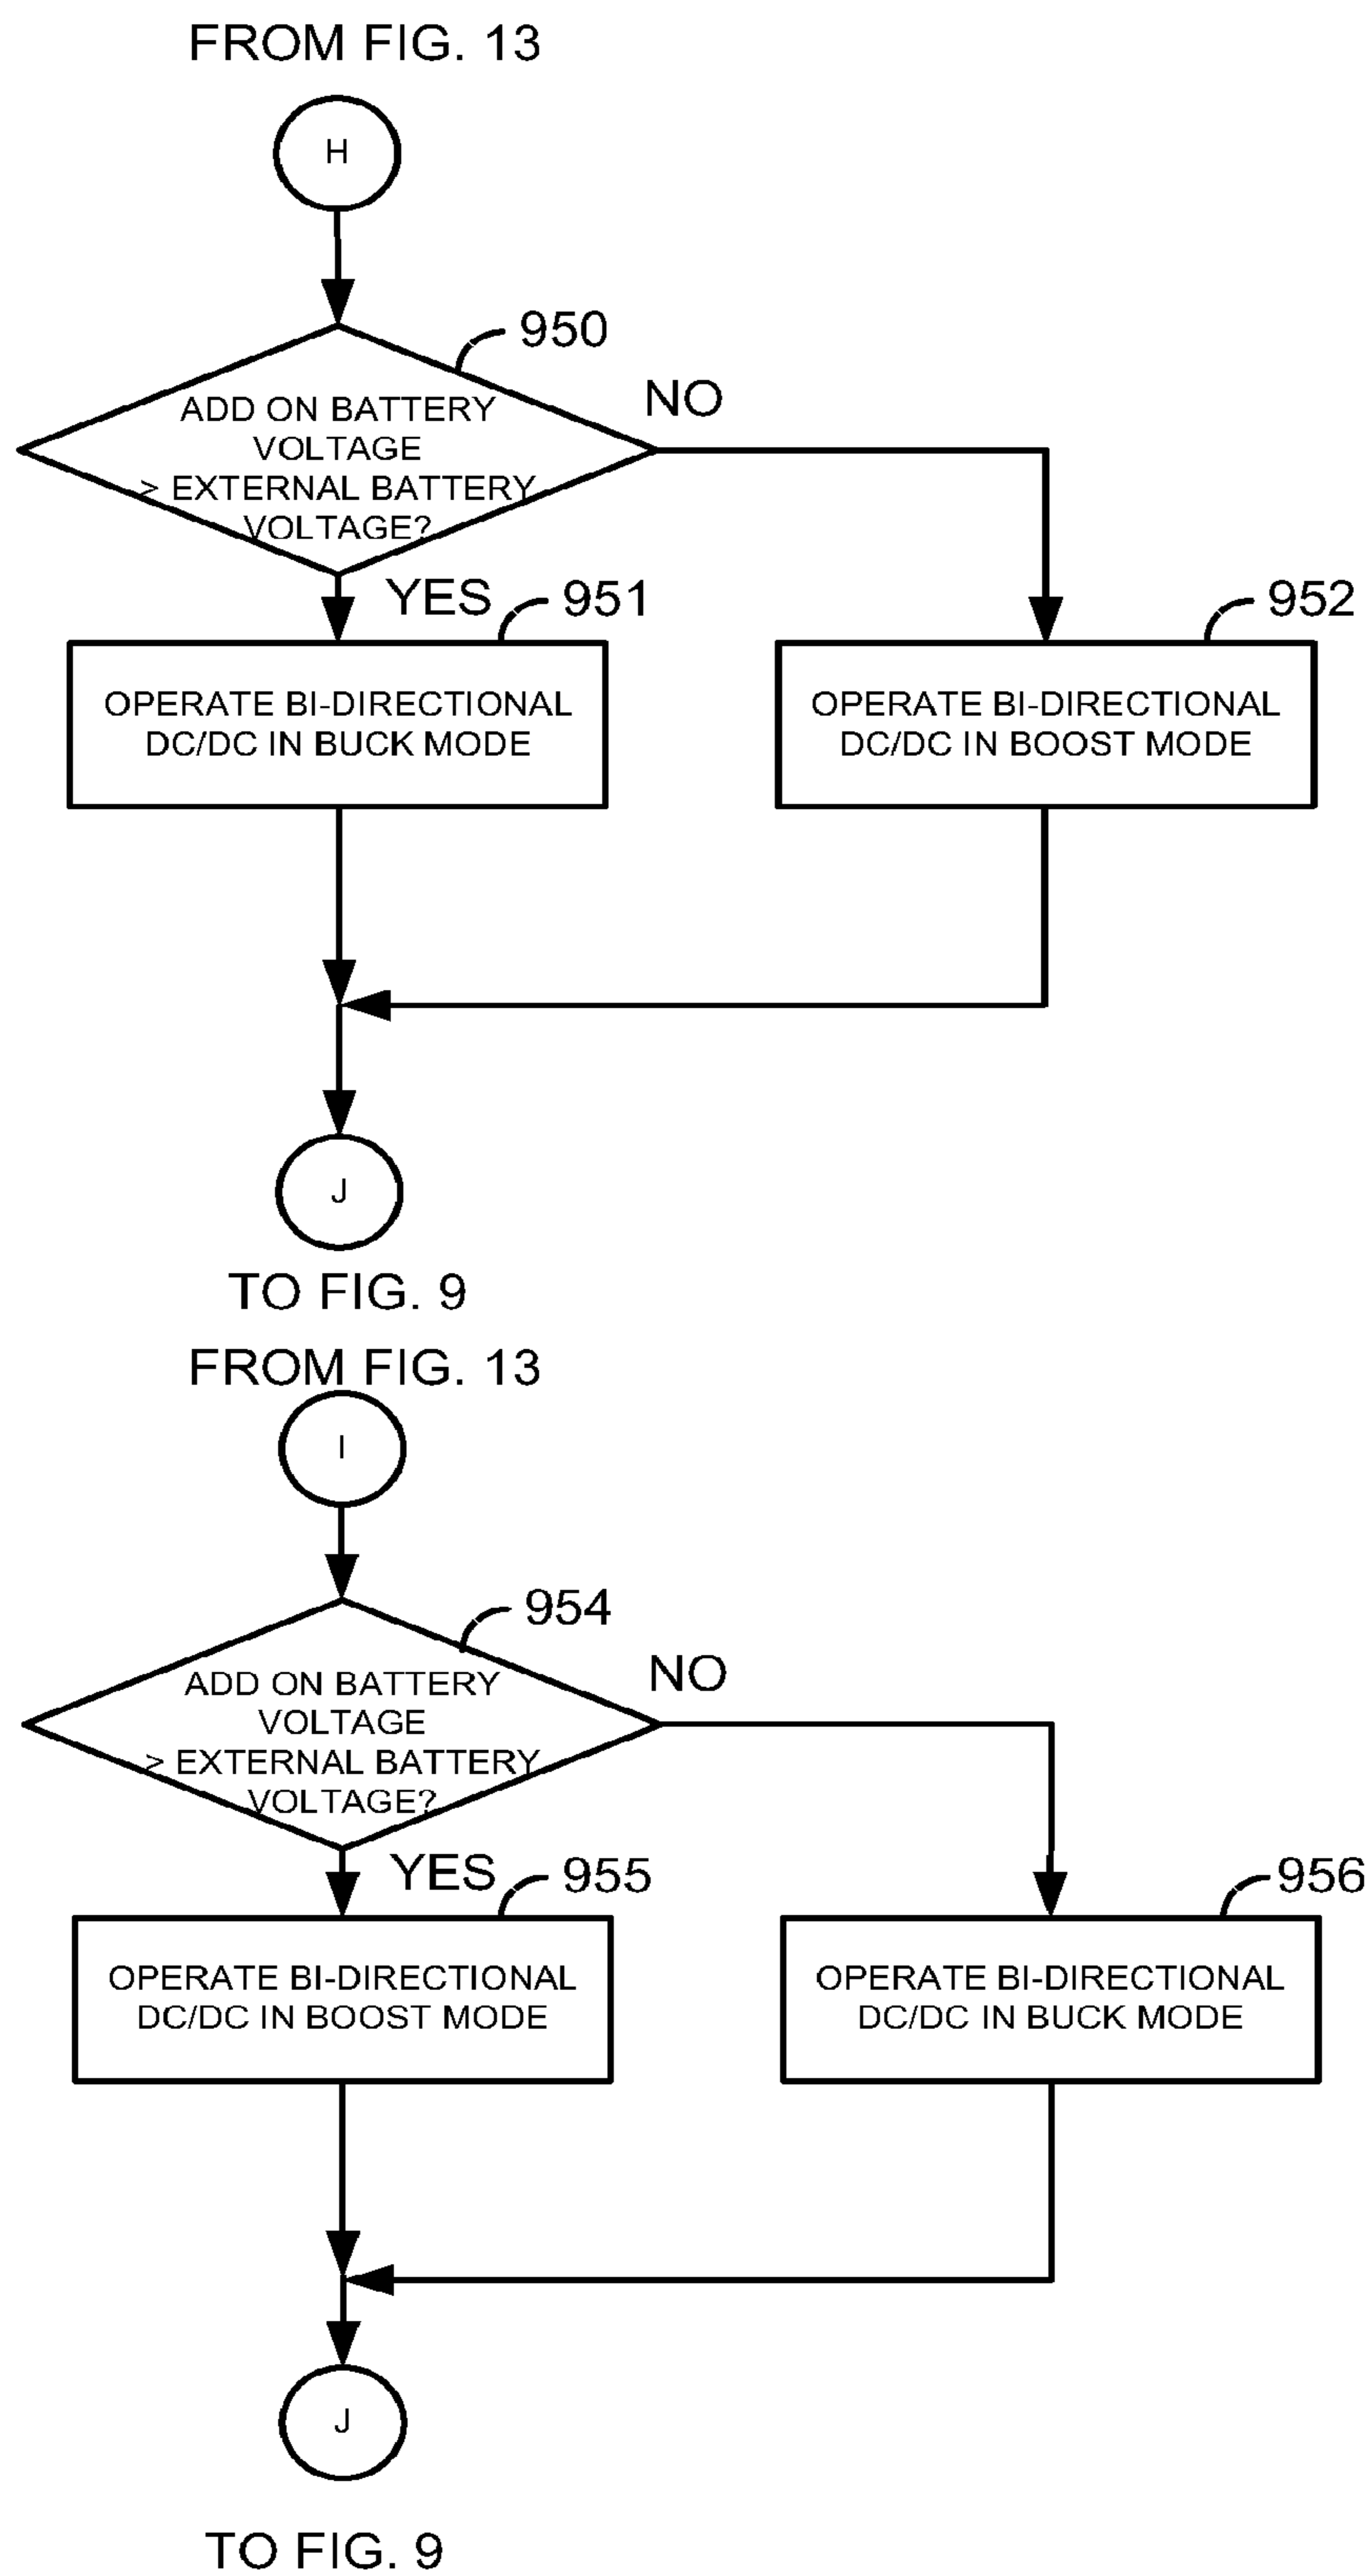 FROM FIG. 13
H
950
ADD ON BATTERY
VOLTAGE
> EXTERNAL BATTERY
VOLTAGE?
NO
YES
951
952
OPERATE BI-DIRECTIONAL
DC/DC IN BUCK MODE
OPERATE BI-DIRECTIONAL
DC/DC IN BOOST MODE
J
TO FIG. 9
FROM FIG. 13
I
954
ADD ON BATTERY
VOLTAGE
> EXTERNAL BATTERY
VOLTAGE?
NO
YES
955
956
OPERATE BI-DIRECTIONAL
DC/DC IN BOOST MODE
OPERATE BI-DIRECTIONAL
DC/DC IN BUCK MODE
J
TO FIG. 9